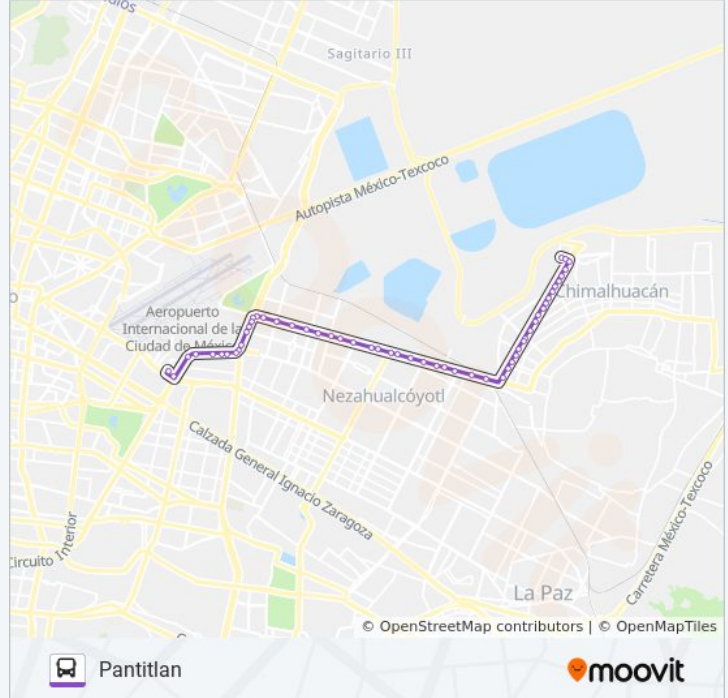 Sagitario III
Autopista México-Texcoco
Chimalhuacán
Aeropuerto
Internacional de la
Ciudad de Méxic
Nezahualcóyotl
Calzada General Ignacio Zaragoza
Circuito Interior
Carretera México-Texcoco
La Paz
© OpenStreetMap contributors | © OpenMapTiles
Pantitlan
moovit